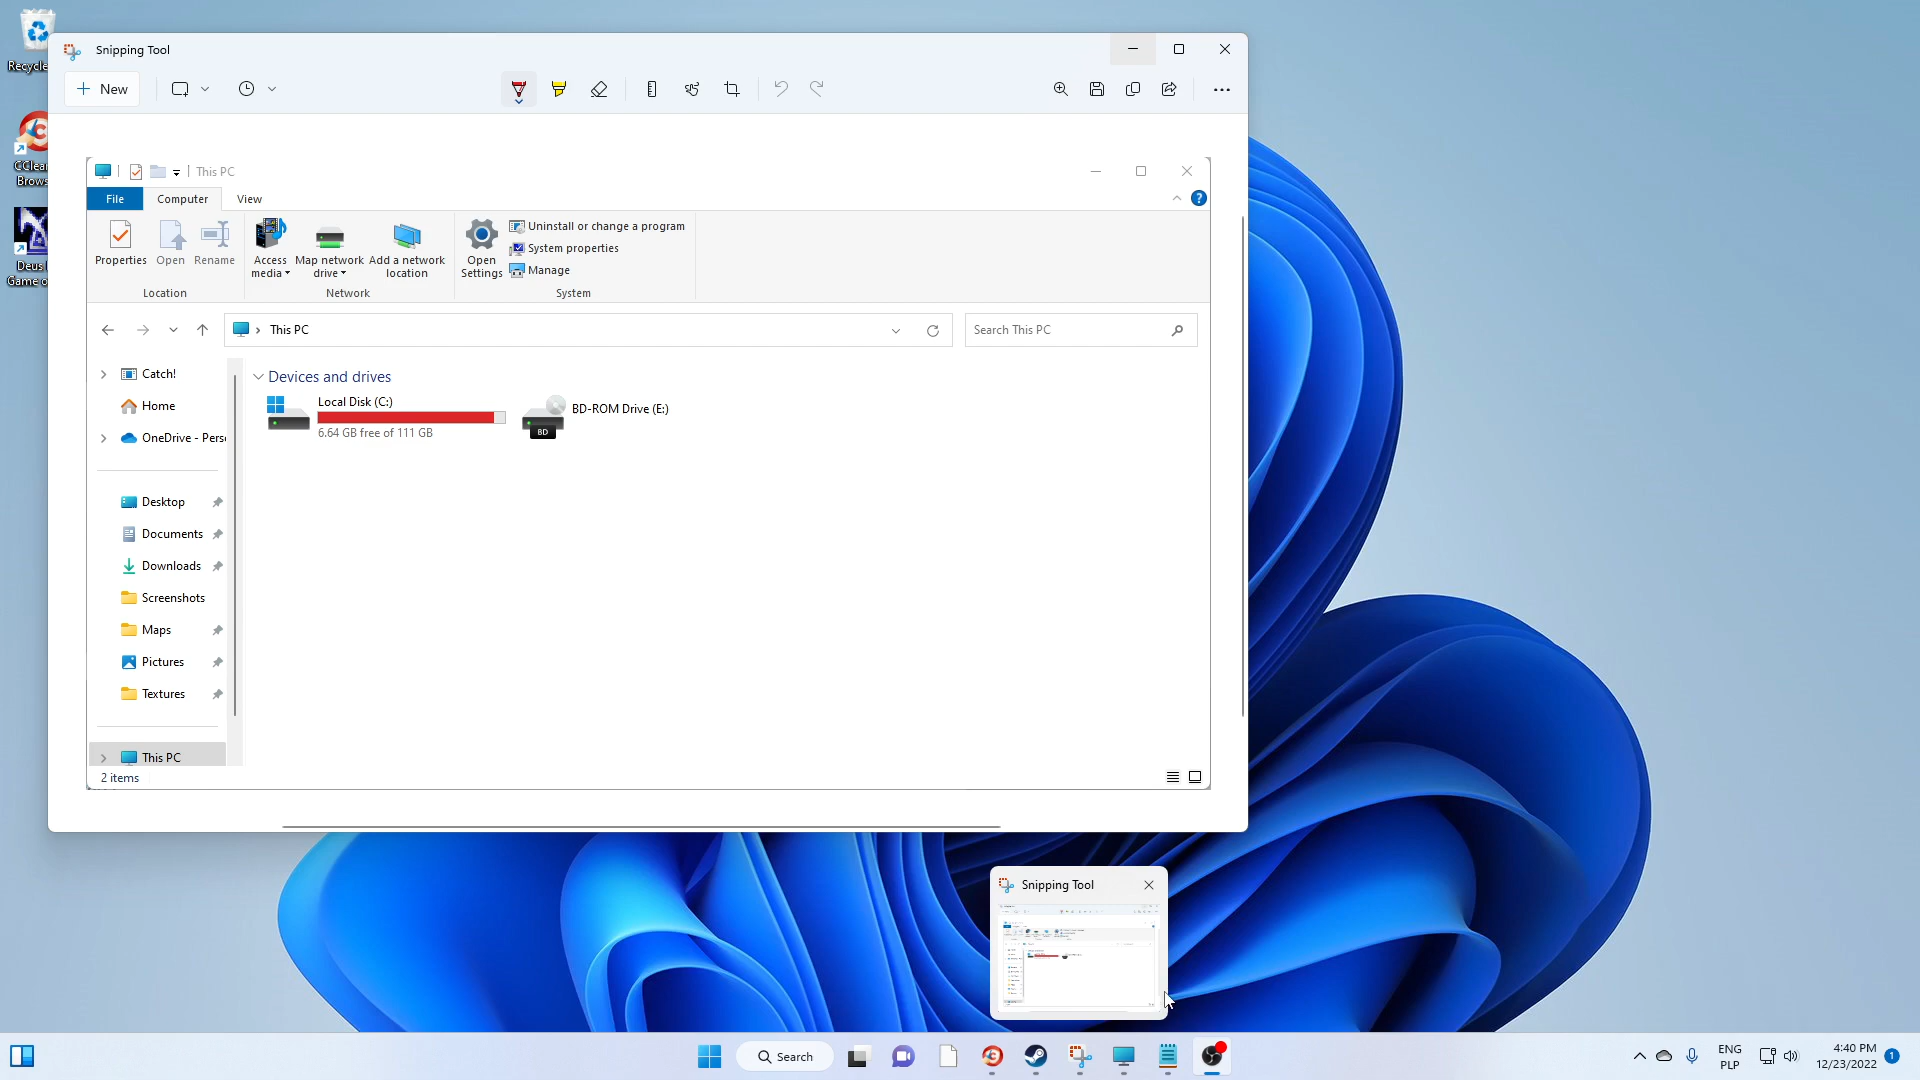 Recycle
Snipping Tool
New
CClea
Brows
Deus
Game o
This PC
File
Computer
View
Properties
Open
Rename
Location
Access
media
Map network
drive
Add a network
location
Network
Open
Settings
Uninstall or change a program
System properties
Manage
System
This PC
Search This PC
Catch!
Home
OneDrive - Pers
Desktop
Documents
Downloads
Screenshots
Maps
Pictures
Textures
This PC
Devices and drives
Local Disk (C:)
6.64 GB free of 111 GB
BD
BD-ROM Drive (E:)
2 items
Snipping Tool
Search
ENG
PLP
4:40 PM
12/23/2022
1